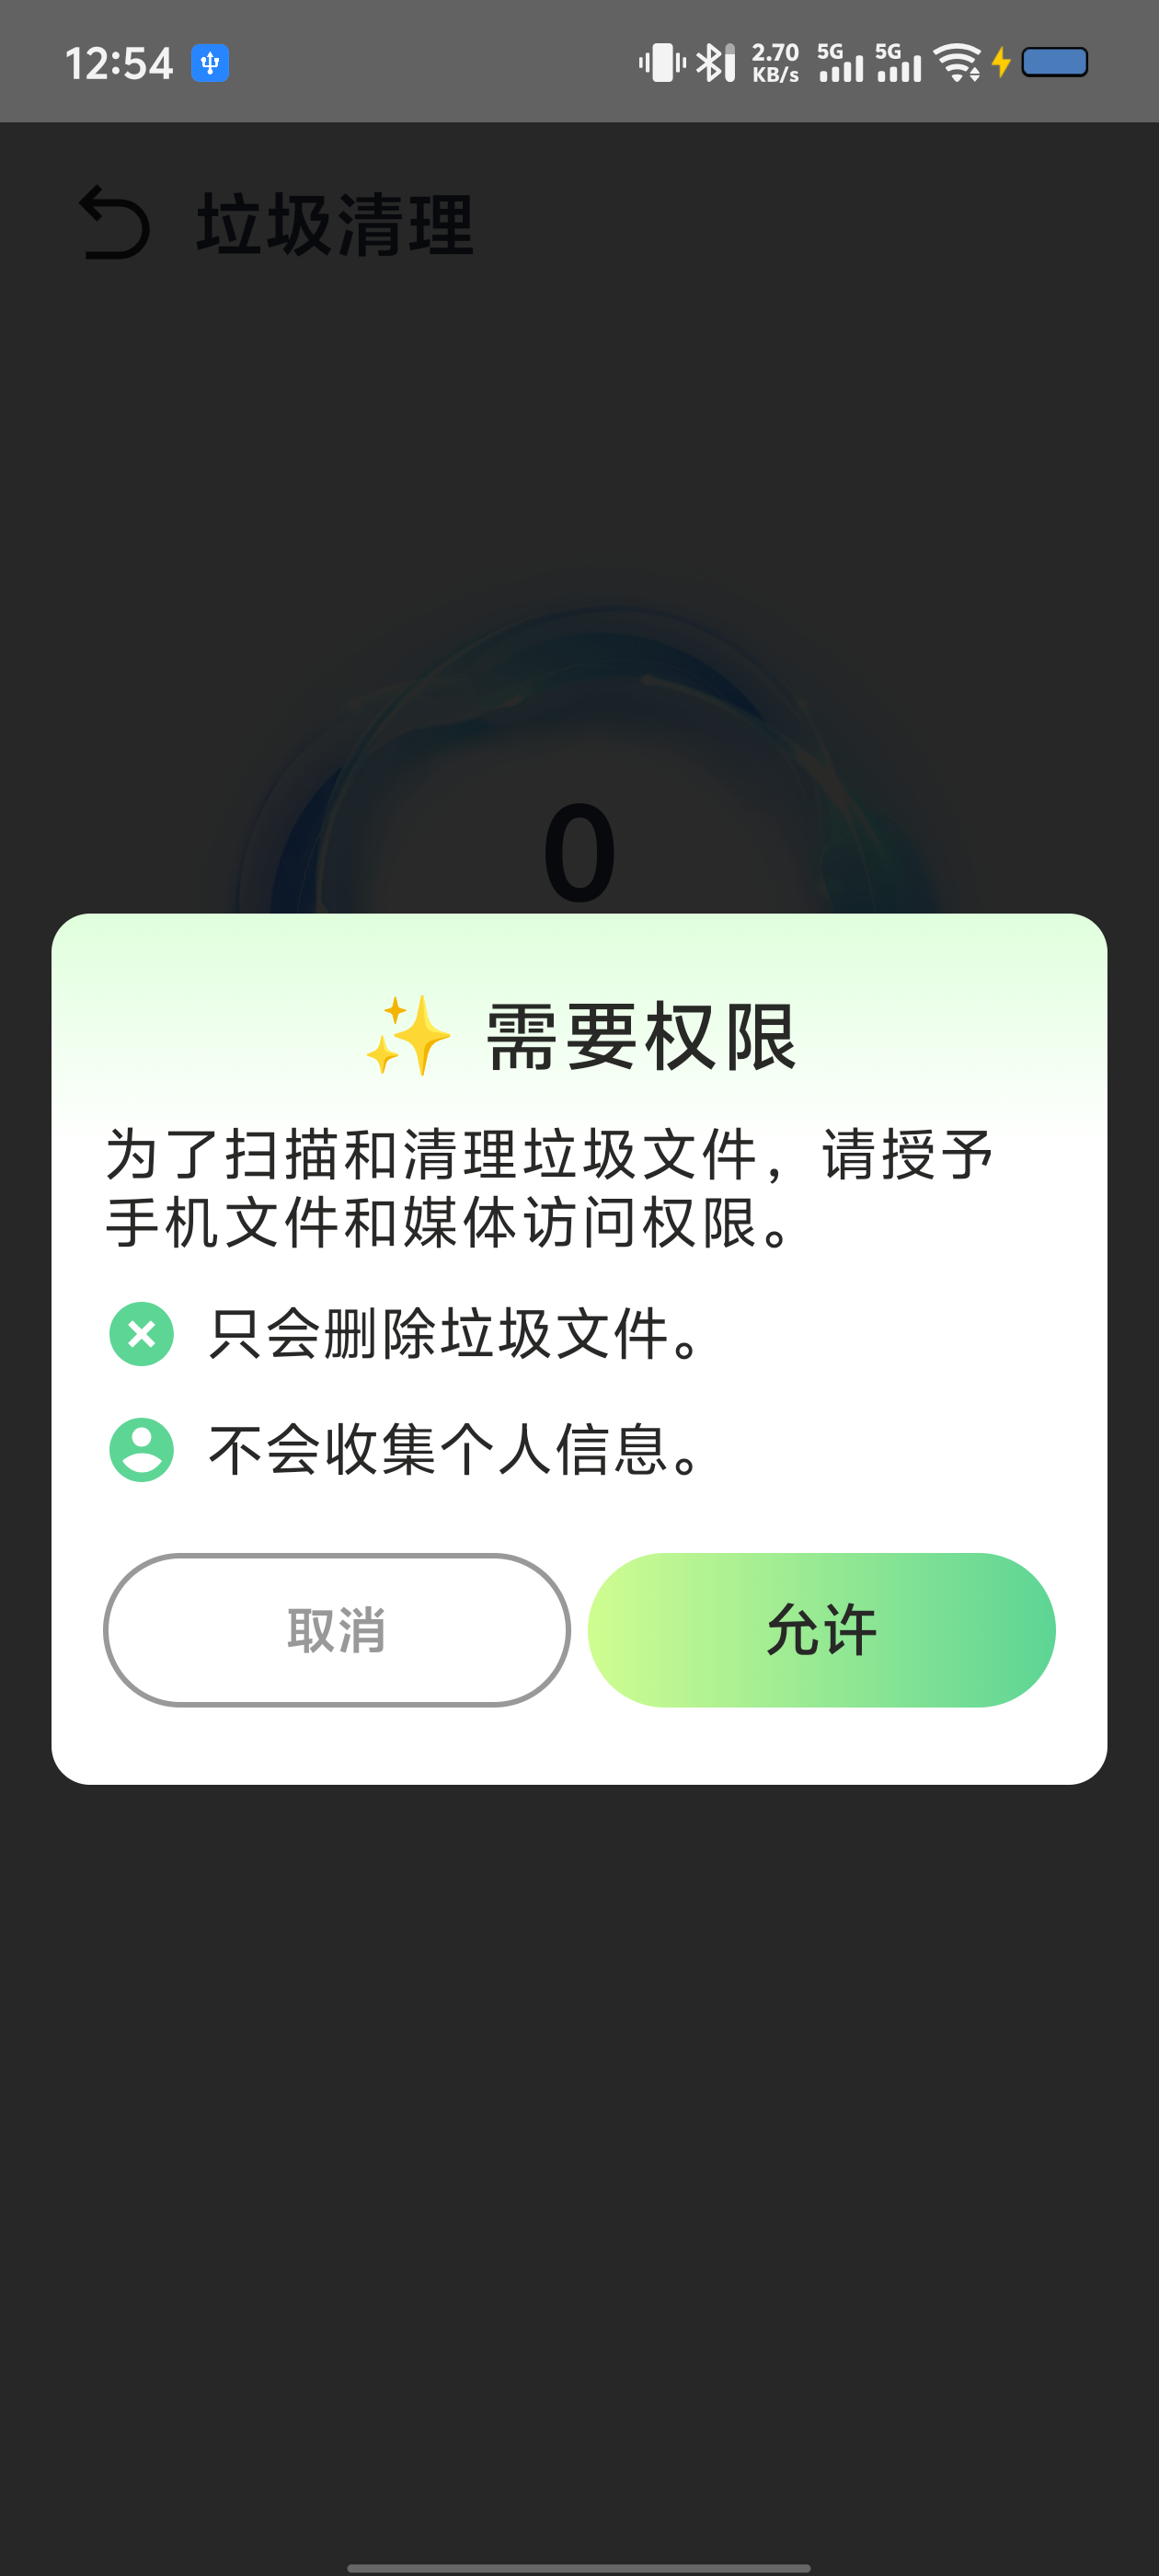 12:54
2.70
KB/s
5G
5G
垃圾清理
0
✨ 需要权限
为了扫描和清理垃圾文件，请授予
手机文件和媒体访问权限。
只会删除垃圾文件。
不会收集个人信息。
取消
允许